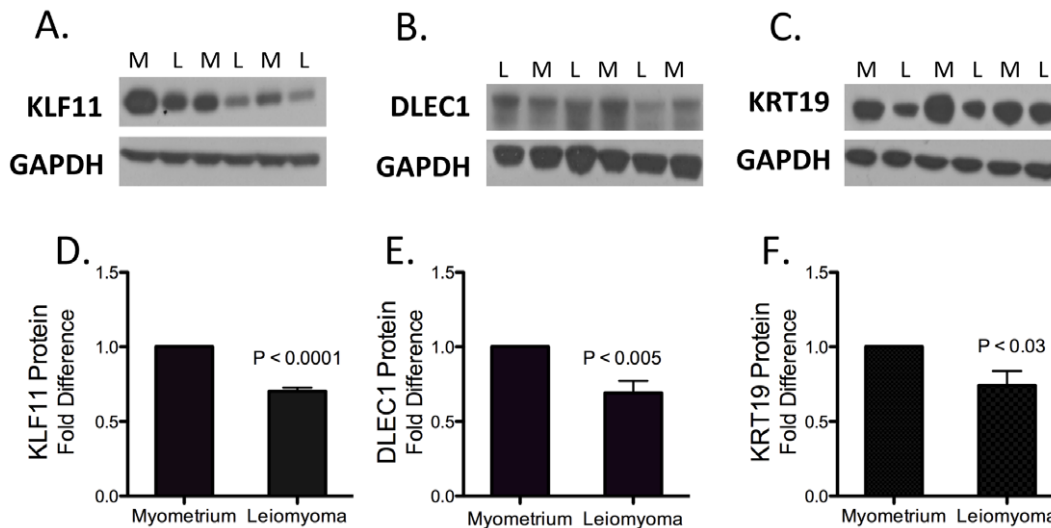 A.
M L M L M L
KLF11
GAPDH
B.
L M L M L M
DLEC1
GAPDH
C.
M L M L M L
KRT19
GAPDH
D.
KLF11 Protein
Fold Difference
1.5
1.0
0.5
0.0
P < 0.0001
Myometrium Leiomyoma
E.
DLEC1 Protein
Fold Difference
1.5
1.0
0.5
0.0
P < 0.005
Myometrium Leiomyoma
F.
KRT19 Protein
Fold Difference
1.5
1.0
0.5
0.0
P < 0.03
Myometrium Leiomyoma